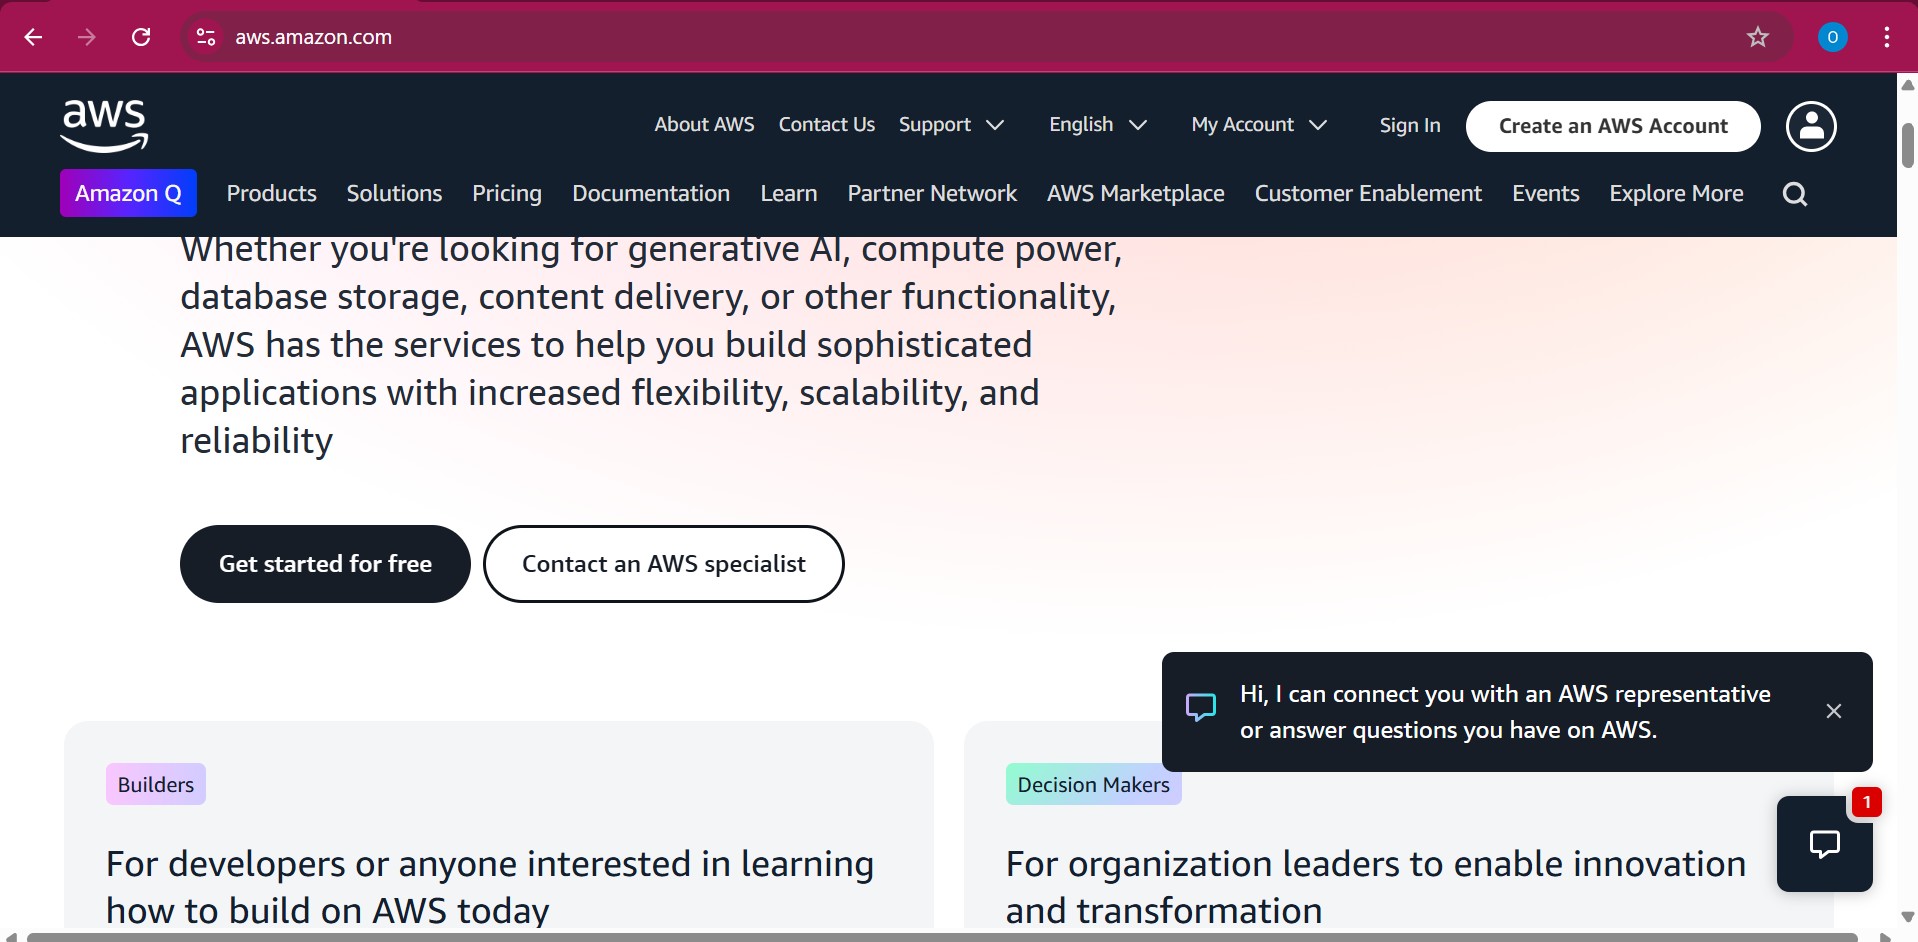 aws.amazon.com
O
aws
About AWS Contact Us Support English My Account Sign In Create an AWS Account
Amazon Q Products Solutions Pricing Documentation Learn Partner Network AWS Marketplace Customer Enablement Events Explore More
Whether you're looking for generative AI, compute power,
database storage, content delivery, or other functionality,
AWS has the services to help you build sophisticated
applications with increased flexibility, scalability, and
reliability
Get started for free Contact an AWS specialist
Hi, I can connect you with an AWS representative
or answer questions you have on AWS.
1
Builders
For developers or anyone interested in learning
how to build on AWS today
Decision Makers
For organization leaders to enable innovation
and transformation